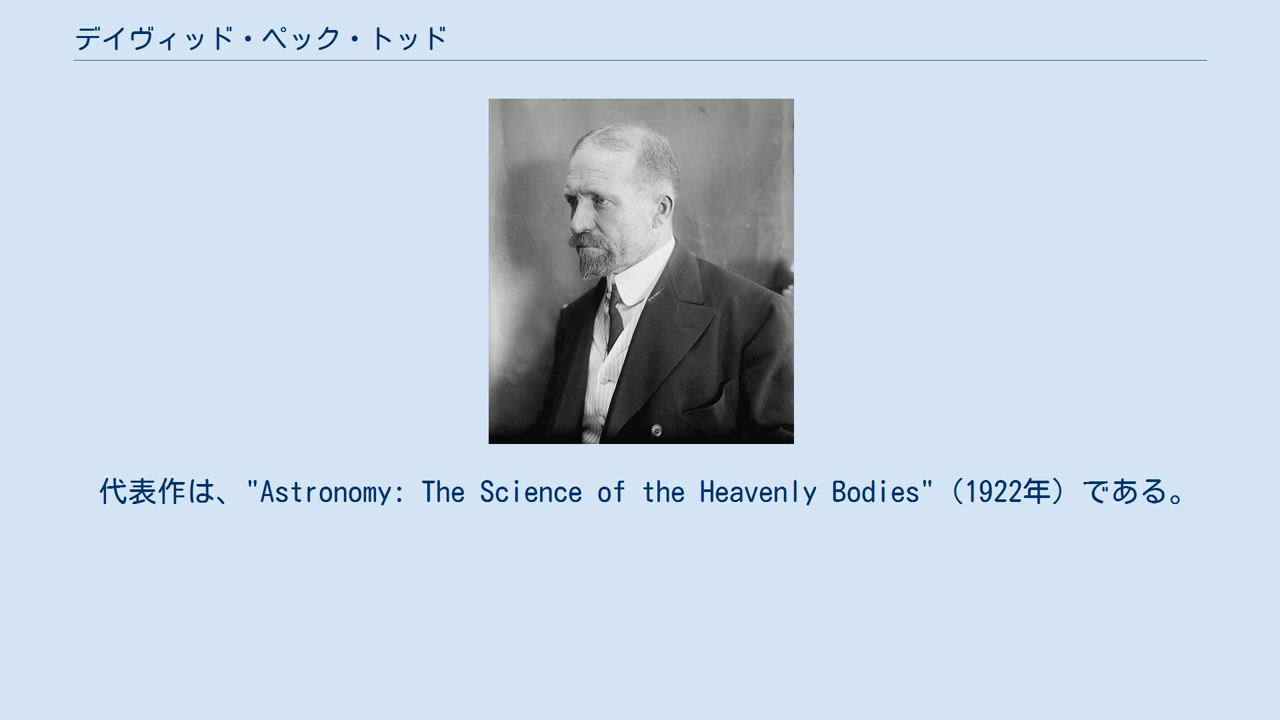 デイヴィッド・ペック・トッド
代表作は、"Astronomy: The Science of the Heavenly Bodies"（1922年）である。